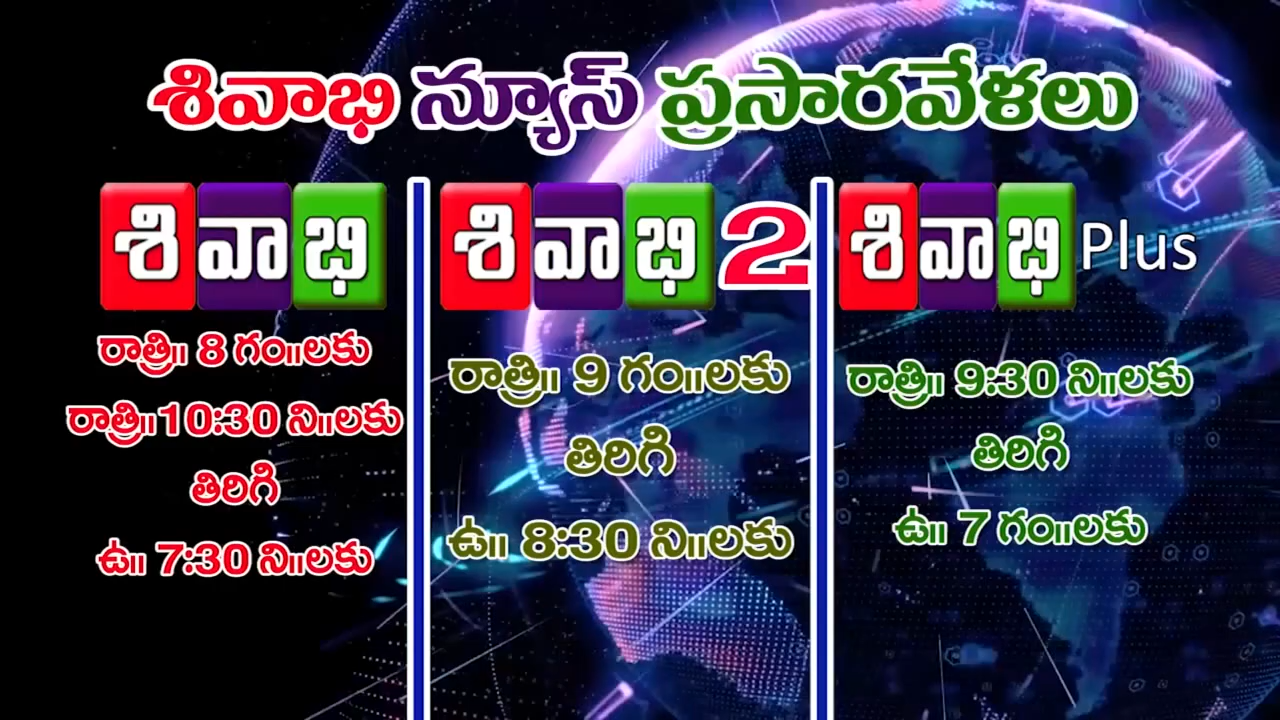 శివాభి న్యూస్ ప్రసారవేళలు
శివాభి
రాత్రి॥ 8 గం॥లకు
రాత్రి॥10:30 ని॥లకు
తిరిగి
ఉ॥ 7:30 ని॥లకు
శివాభి 2
రాత్రి॥ 9 గం॥లకు
తిరిగి
ఉ॥ 8:30 ని॥లకు
శివాభి Plus
రాత్రి॥ 9:30 ని॥లకు
తిరిగి
ఉ॥ 7 గం॥లకు